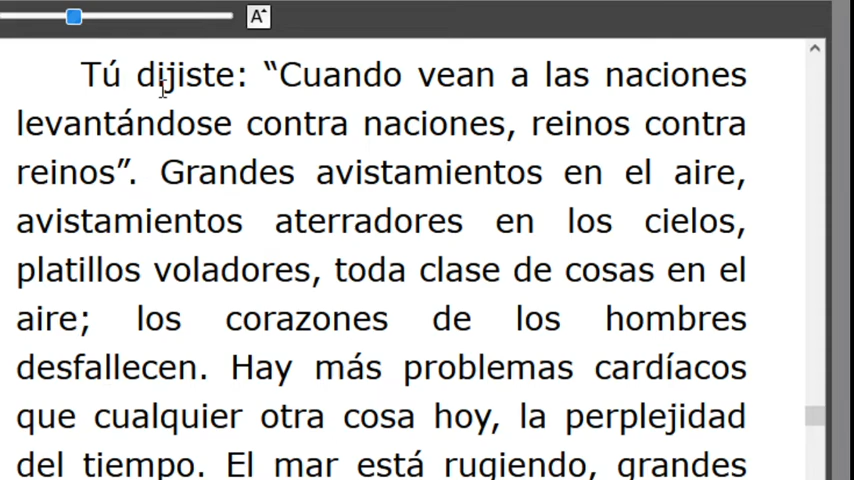 A
Tú dijiste: “Cuando vean a las naciones
levantándose contra naciones, reinos contra
reinos”. Grandes avistamientos en el aire,
avistamientos aterradores en los cielos,
platillos voladores, toda clase de cosas en el
aire; los corazones de los hombres
desfallecen. Hay más problemas cardíacos
que cualquier otra cosa hoy, la perplejidad
del tiempo. El mar está rugiendo, grandes